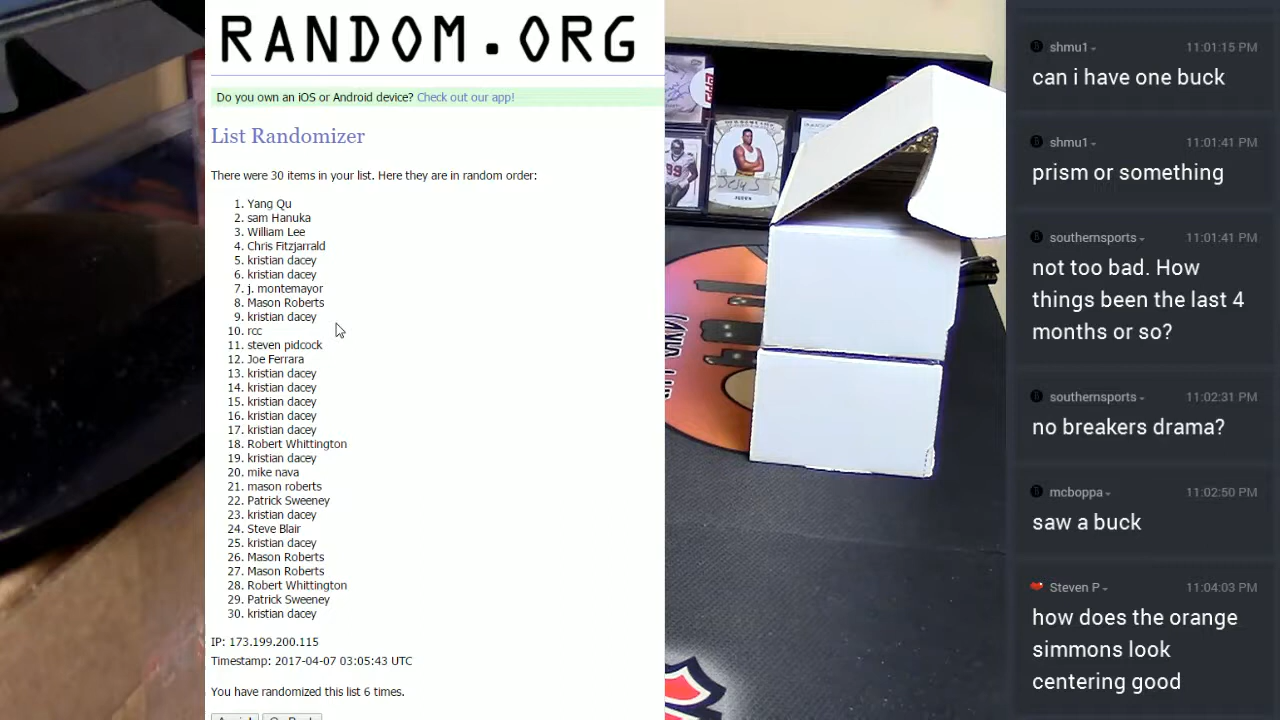 RANDOM.ORG
Do you own an iOS or Android device? Check out our app!
List Randomizer
There were 30 items in your list. Here they are in random order:
1. Yang Qu
2. sam Hanuka
3. William Lee
4. Chris Fitzjarrald
5. kristian dacey
6. kristian dacey
7. j. montemayor
8. Mason Roberts
9. kristian dacey
10. rcc
11. steven pidcock
12. Joe Ferrara
13. kristian dacey
14. kristian dacey
15. kristian dacey
16. kristian dacey
17. kristian dacey
18. Robert Whittington
19. kristian dacey
20. mike nava
21. mason roberts
22. Patrick Sweeney
23. kristian dacey
24. Steve Blair
25. kristian dacey
26. Mason Roberts
27. Mason Roberts
28. Robert Whittington
29. Patrick Sweeney
30. kristian dacey
IP: 173.199.200.115
Timestamp: 2017-04-07 03:05:43 UTC
You have randomized this list 6 times.
99
shmu1 11:01:15 PM
can i have one buck
shmu1 11:01:41 PM
prism or something
southernsports 11:01:41 PM
not too bad. How
things been the last 4
months or so?
southernsports 11:02:31 PM
no breakers drama?
mcboppa 11:02:50 PM
saw a buck
Steven P 11:04:03 PM
how does the orange
simmons look
centering good